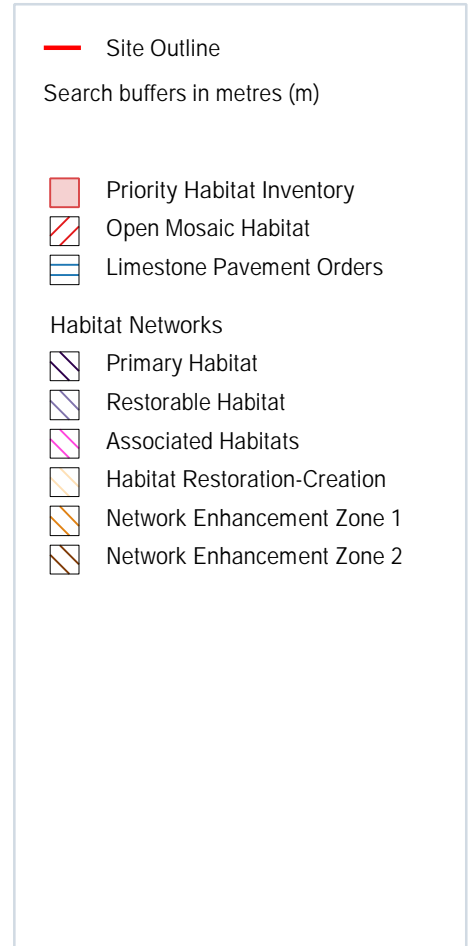 Site Outline
Search buffers in metres (m)
Priority Habitat Inventory
Open Mosaic Habitat
Limestone Pavement Orders
Habitat Networks
Primary Habitat
Restorable Habitat
Associated Habitats
Habitat Restoration-Creation
Network Enhancement Zone 1
Network Enhancement Zone 2